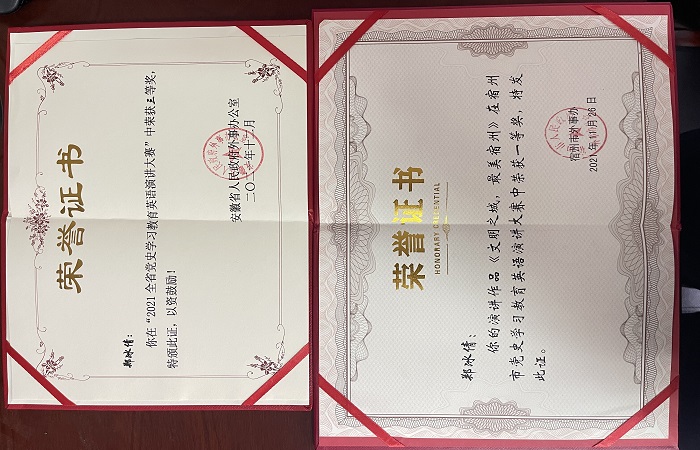 荣誉证书
郑冰倩：
你在“2021全省党史学习教育英语演讲大赛”中荣获三等奖，
特颁此证，以资鼓励！
安徽省人民政府外事办公室
二〇二一年十二月
荣誉证书
HONORARY CREDENTIAL
郑冰倩：
你的演讲作品《文明之城，最美宿州》在宿州
市党史学习教育英语演讲大赛中荣获一等奖，特发
此证。
宿州市外事办
2021年11月26日